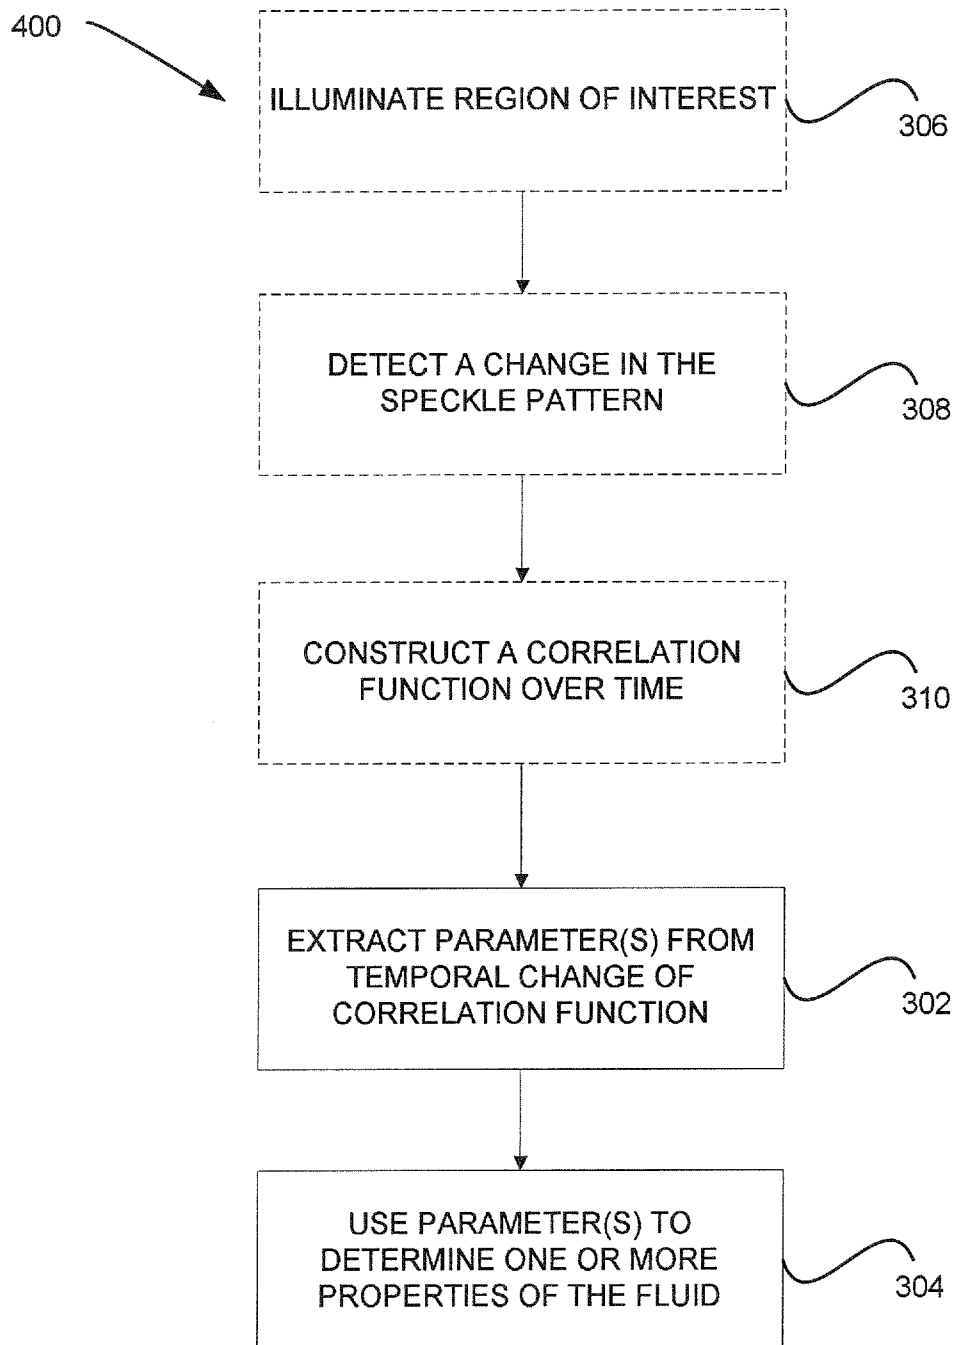 400
ILLUMINATE REGION OF INTEREST
306
DETECT A CHANGE IN THE
SPECKLE PATTERN
308
CONSTRUCT A CORRELATION
FUNCTION OVER TIME
310
EXTRACT PARAMETER(S) FROM
TEMPORAL CHANGE OF
CORRELATION FUNCTION
302
USE PARAMETER(S) TO
DETERMINE ONE OR MORE
PROPERTIES OF THE FLUID
304